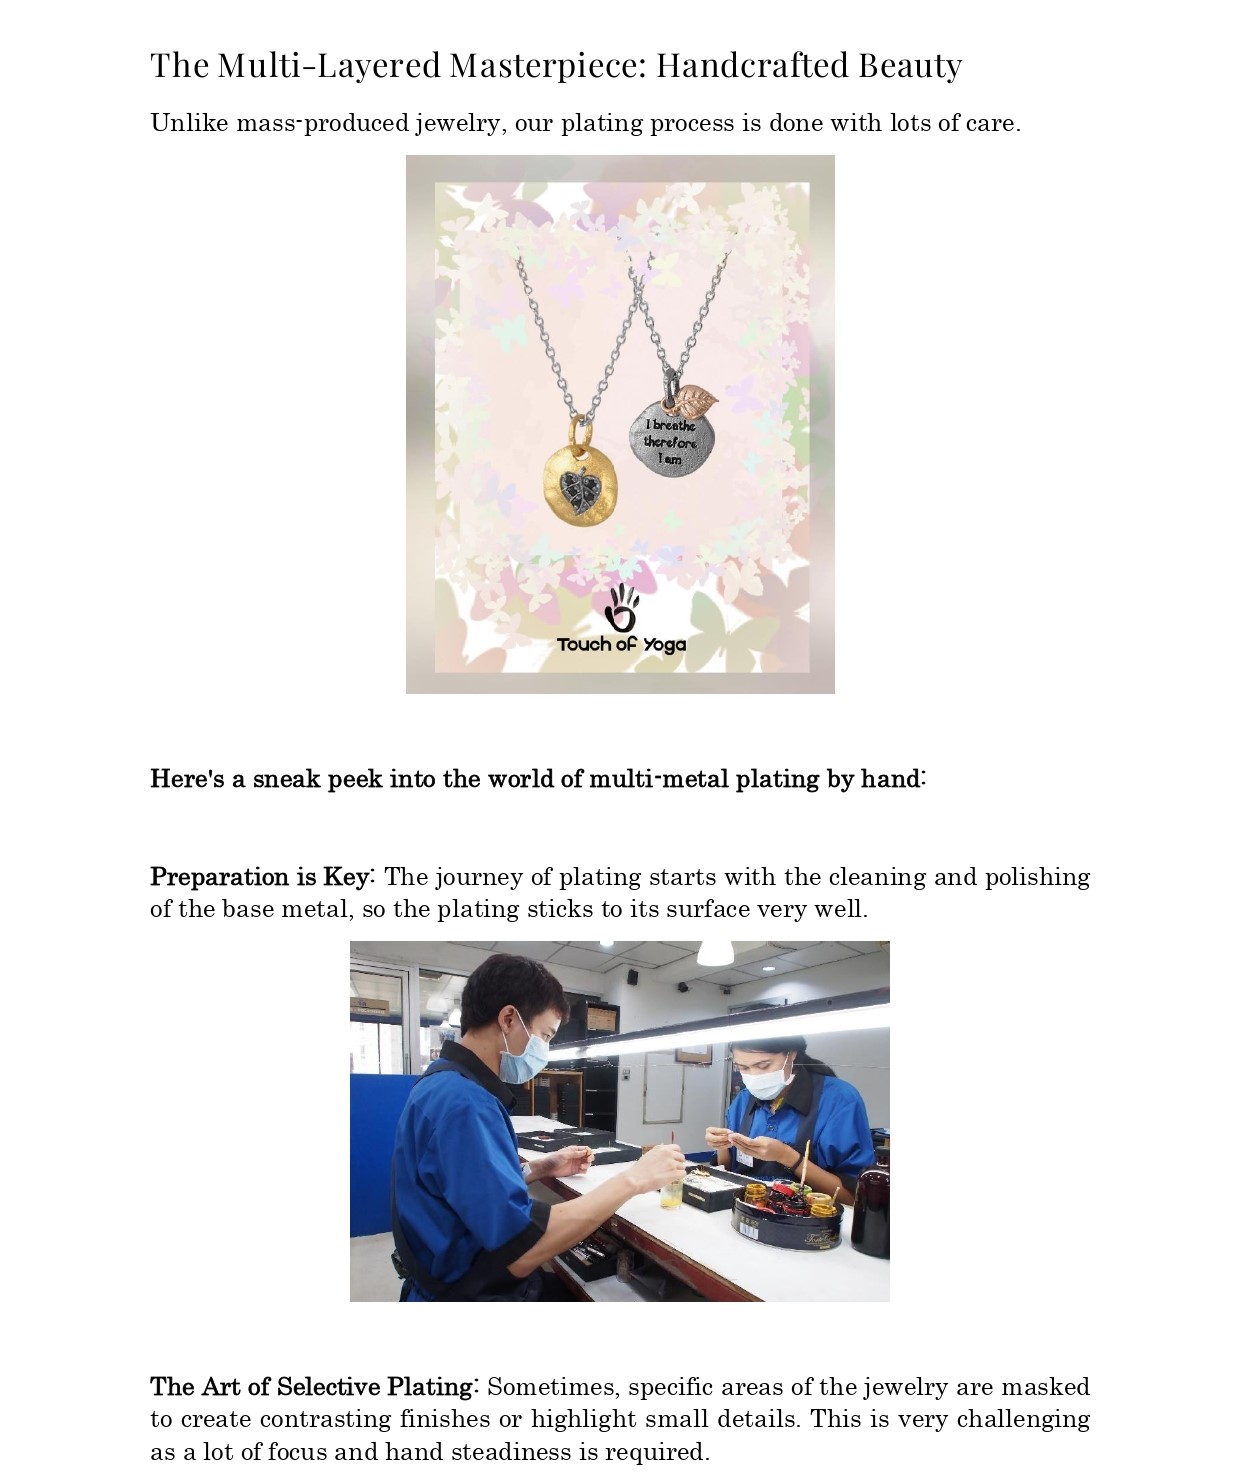 The Multi-Layered Masterpiece: Handcrafted Beauty
Unlike mass-produced jewelry, our plating process is done with lots of care.
I breathe
therefore
I am
Touch of Yoga
Here's a sneak peek into the world of multi-metal plating by hand:
Preparation is Key: The journey of plating starts with the cleaning and polishing
of the base metal, so the plating sticks to its surface very well.
The Art of Selective Plating: Sometimes, specific areas of the jewelry are masked
to create contrasting finishes or highlight small details. This is very challenging
as a lot of focus and hand steadiness is required.